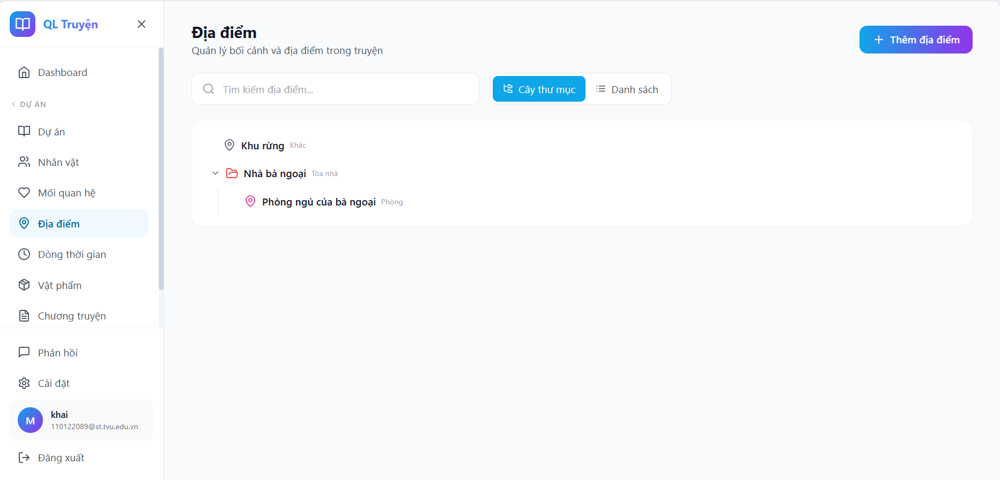 QL Truyện
Dashboard
DỰ ÁN
Dự án
Nhân vật
Mối quan hệ
Địa điểm
Dòng thời gian
Vật phẩm
Chương truyện
Phản hồi
Cài đặt
M
khai
110122089@st.tvu.edu.vn
Đăng xuất
Địa điểm
Quản lý bối cảnh và địa điểm trong truyện
Thêm địa điểm
Tìm kiếm địa điểm...
Cây thư mục
Danh sách
Khu rừng Khác
Nhà bà ngoại Tòa nhà
Phòng ngủ của bà ngoại Phòng